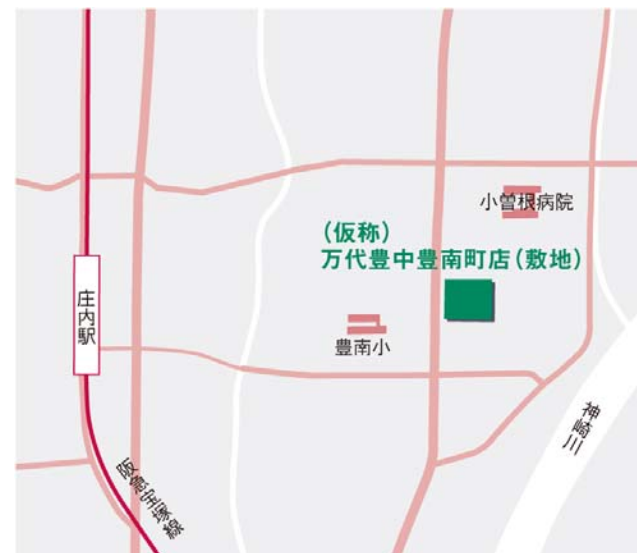 小曽根病院
(仮称)
万代豊中豊南町店(敷地)
庄内駅
豊南小
神崎川
阪急宝塚線